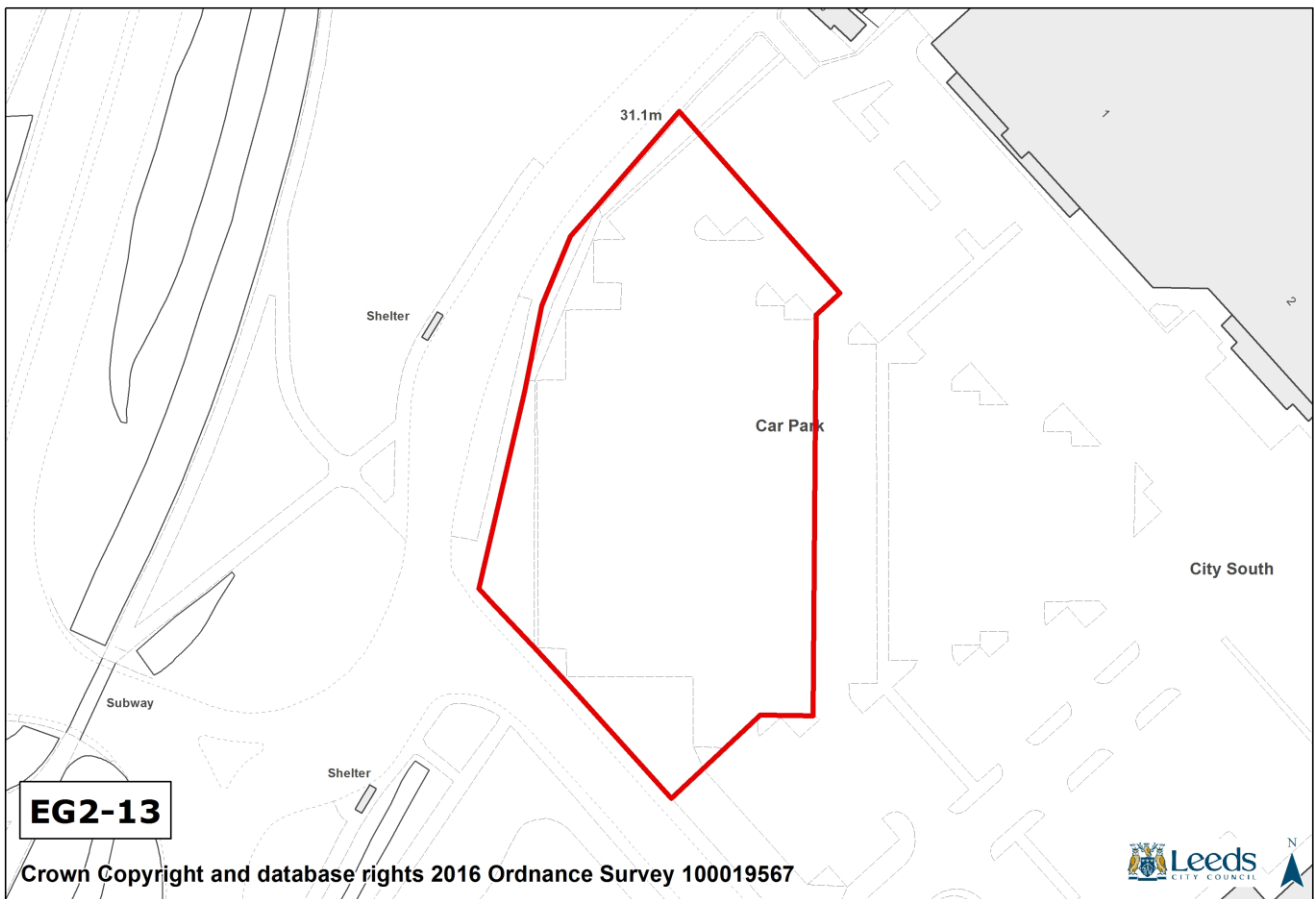 31.1m
1
2
Shelter
Car Park
City South
Subway
Shelter
EG2-13
Crown Copyright and database rights 2016 Ordnance Survey 100019567
Leeds
CITY COUNCIL
N